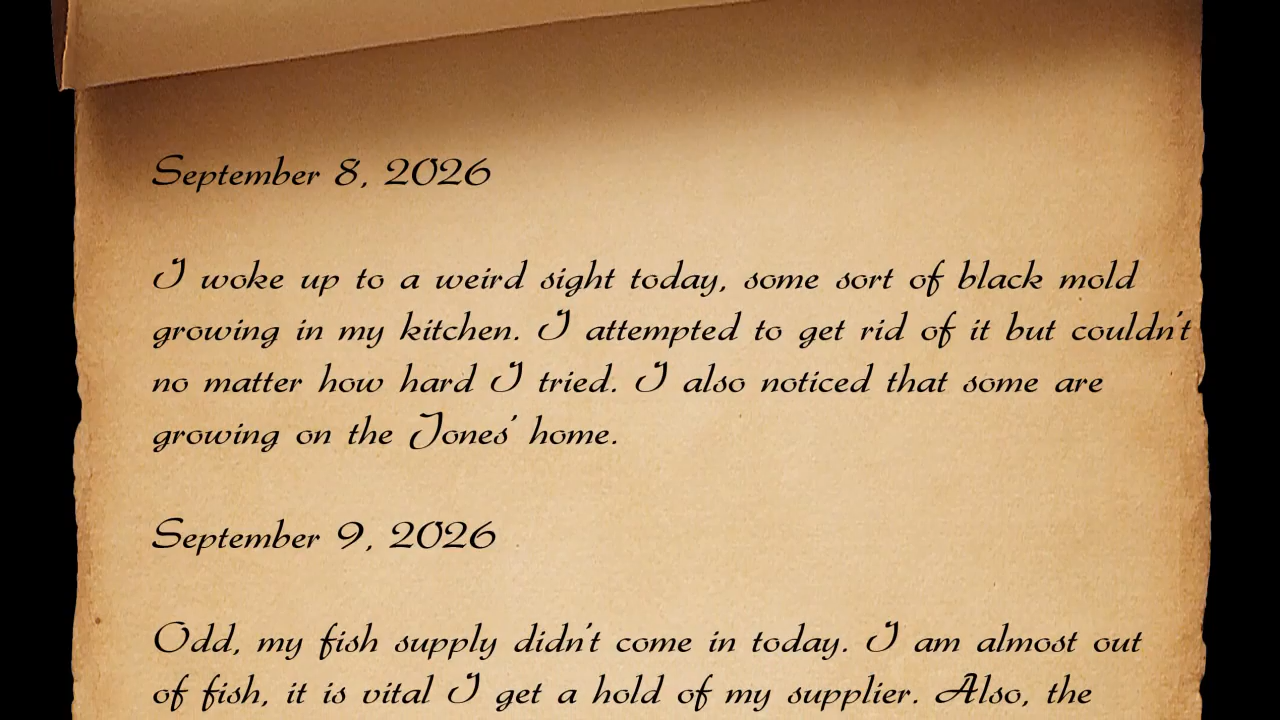 September 8, 2026
I woke up to a weird sight today, some sort of black mold
growing in my kitchen. I attempted to get rid of it but couldn't
no matter how hard I tried. I also noticed that some are
growing on the Jones' home.
September 9, 2026
Odd, my fish supply didn't come in today. I am almost out
of fish, it is vital I get a hold of my supplier. Also, the